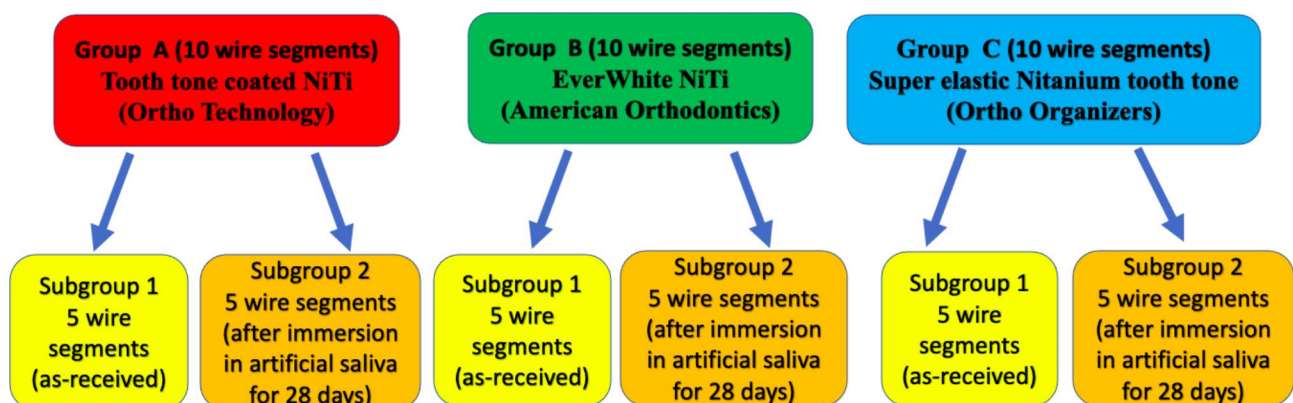 Group A (10 wire segments)
Tooth tone coated NiTi
(Ortho Technology)
Group B (10 wire segments)
EverWhite NiTi
(American Orthodontics)
Group C (10 wire segments)
Super elastic Nitanium tooth tone
(Ortho Organizers)
Subgroup 1
5 wire
segments
(as-received)
Subgroup 2
5 wire segments
(after immersion
in artificial saliva
for 28 days)
Subgroup 1
5 wire
segments
(as-received)
Subgroup 2
5 wire segments
(after immersion
in artificial saliva
for 28 days)
Subgroup 1
5 wire
segments
(as-received)
Subgroup 2
5 wire segments
(after immersion
in artificial saliva
for 28 days)